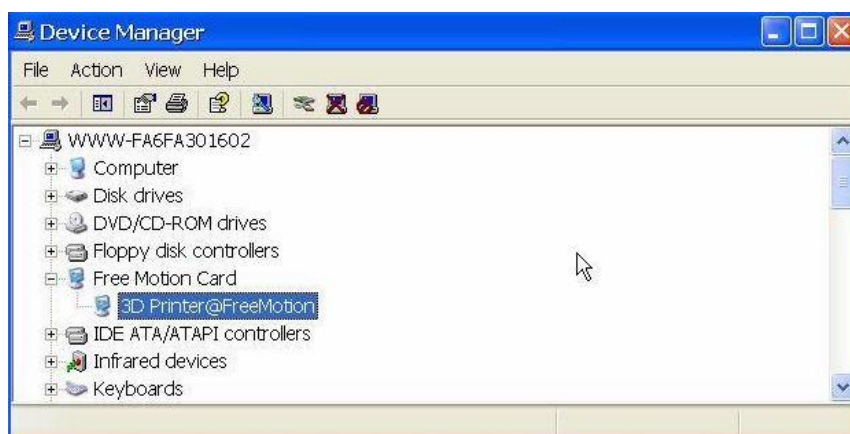 Device Manager
File Action View Help
WWW-FA6FA301602
Computer
Disk drives
DVD/CD-ROM drives
Floppy disk controllers
Free Motion Card
3D Printer@FreeMotion
IDE ATA/ATAPI controllers
Infrared devices
Keyboards